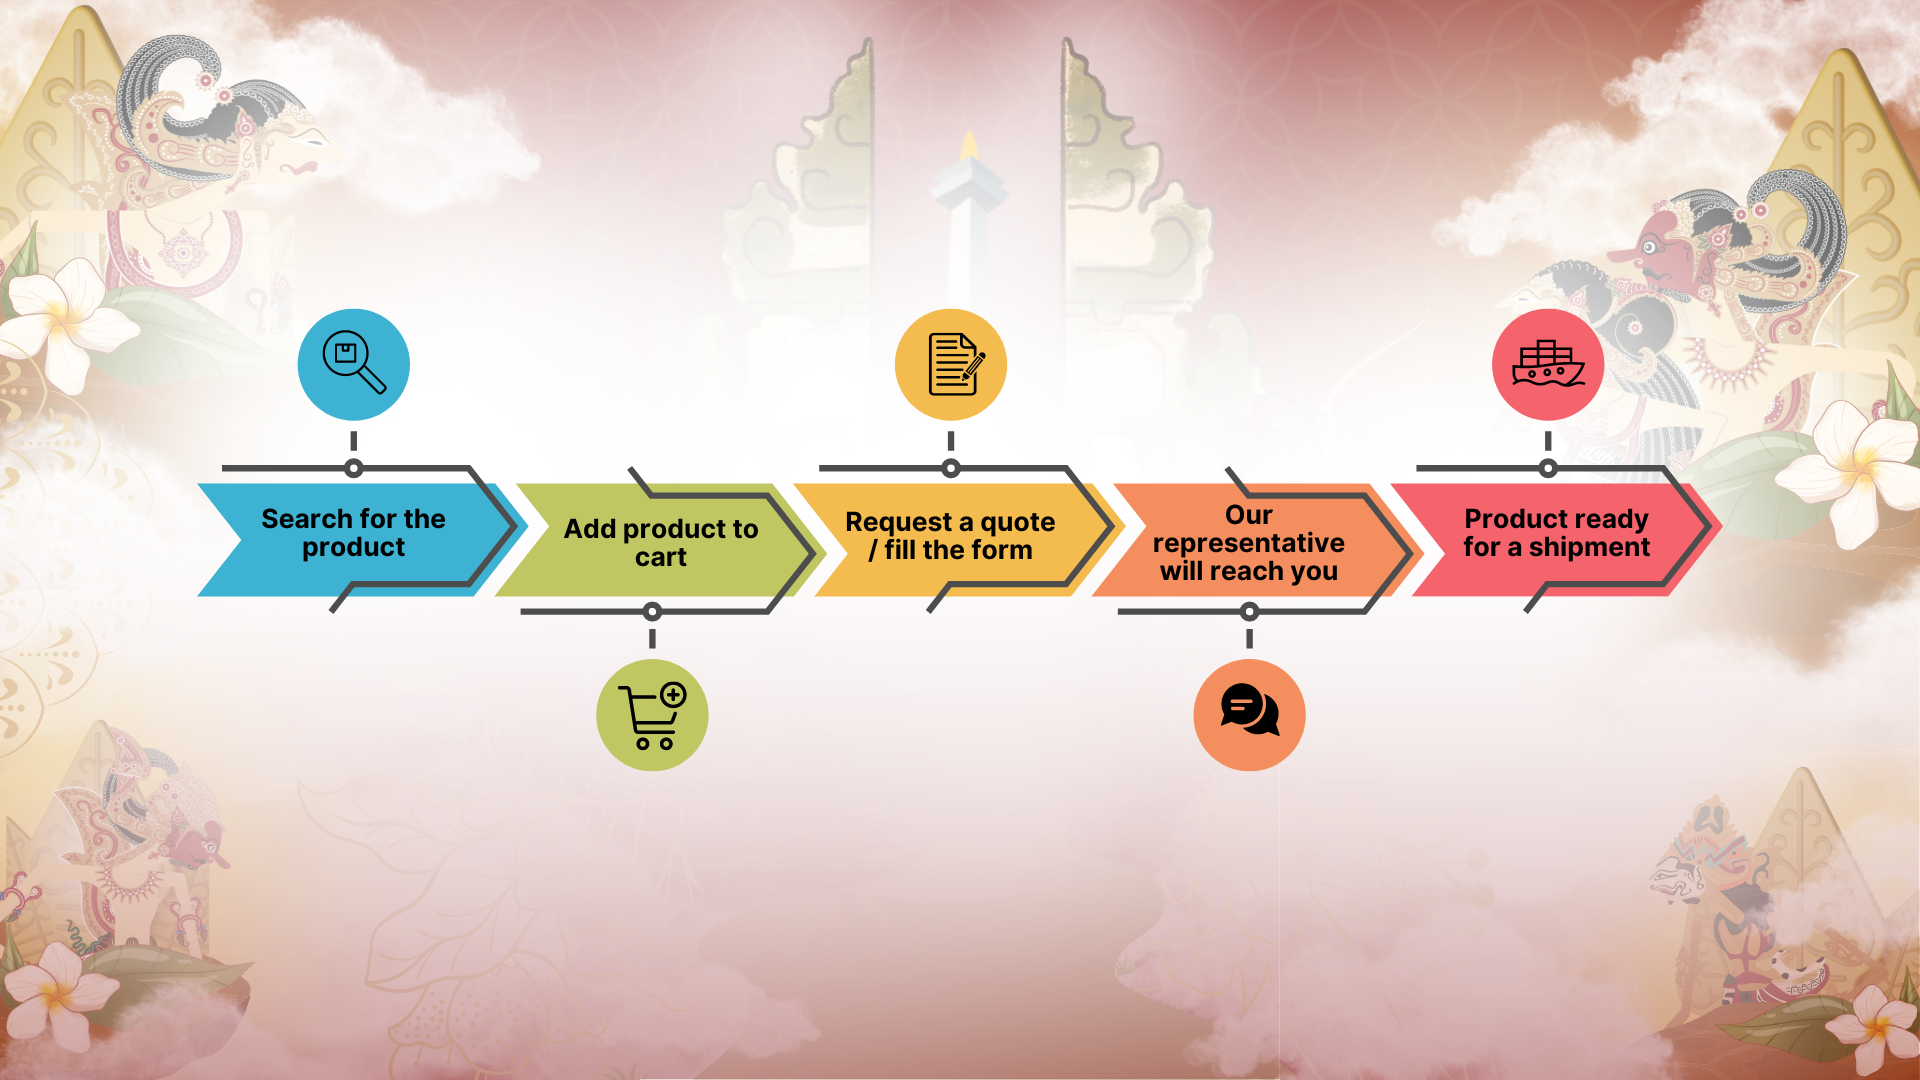 Search for the
product
Add product to
cart
Request a quote
/ fill the form
Our
representative
will reach you
Product ready
for a shipment